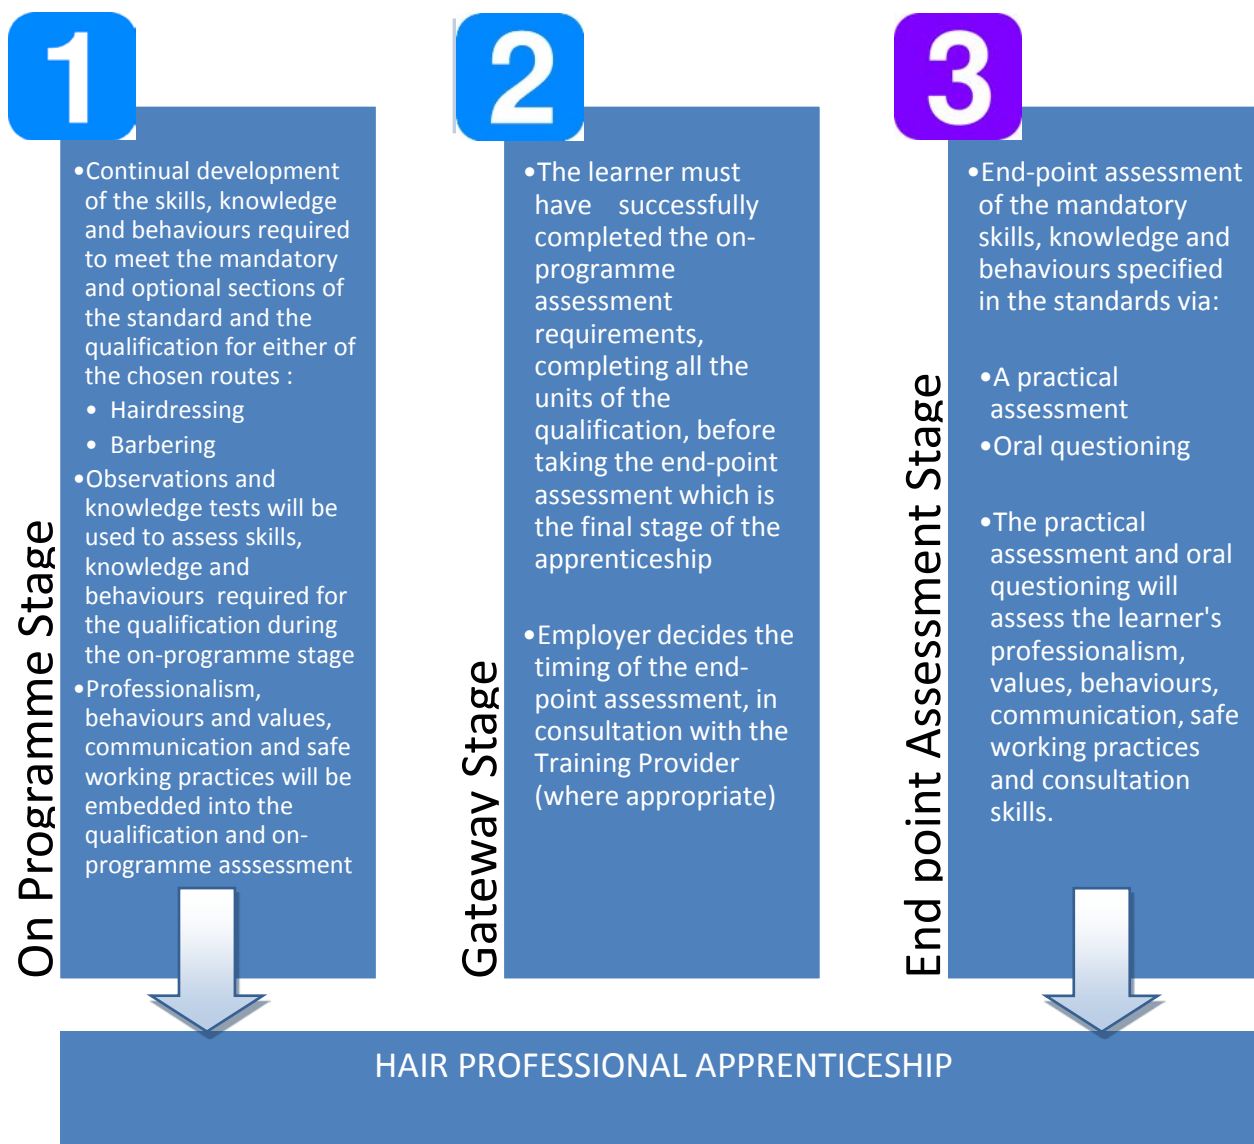 1
On Programme Stage
•Continual development
of the skills, knowledge
and behaviours required
to meet the mandatory
and optional sections of
the standard and the
qualification for either of
the chosen routes :
• Hairdressing
• Barbering
•Observations and
knowledge tests will be
used to assess skills,
knowledge and
behaviours required for
the qualification during
the on-programme stage
•Professionalism,
behaviours and values,
communication and safe
working practices will be
embedded into the
qualification and on-
programme asssessment
2
Gateway Stage
•The learner must
have successfully
completed the on-
programme
assessment
requirements,
completing all the
units of the
qualification, before
taking the end-point
assessment which is
the final stage of the
apprenticeship
•Employer decides the
timing of the end-
point assessment, in
consultation with the
Training Provider
(where appropriate)
3
End point Assessment Stage
•End-point assessment
of the mandatory
skills, knowledge and
behaviours specified
in the standards via:
•A practical
assessment
•Oral questioning
•The practical
assessment and oral
questioning will
assess the learner's
professionalism,
values, behaviours,
communication, safe
working practices
and consultation
skills.
HAIR PROFESSIONAL APPRENTICESHIP